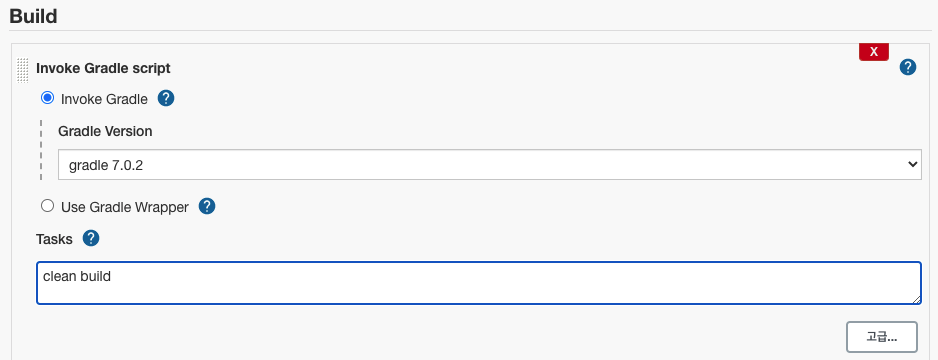 Build
X
Invoke Gradle script ?
Invoke Gradle ?
Gradle Version
gradle 7.0.2
Use Gradle Wrapper ?
Tasks ?
clean build
고급...